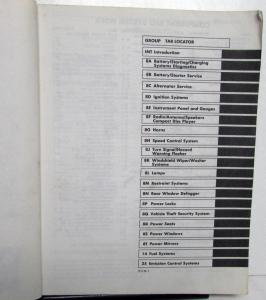 GROUP TAB LOCATOR
INT Introduction
8A Battery/Starting/Charging
Systems Diagnostics
8B Battery/Starter Service
8C Alternator Service
8D Ignition Systems
8E Instrument Panel and Gauges
8F Radio/Antenna/Speakers
Compact Disc Player
8G Horns
8H Speed Control System
8J Turn Signal/Hazard
Warning Flasher
8K Windshield Wiper/Washer
Systems
8L Lamps
8M Restraint Systems
8N Rear Window Defogger
8P Power Locks
8Q Vehicle Theft Security System
8R Power Seats
8S Power Windows
8T Power Mirrors
14 Fuel Systems
25 Emission Control Systems